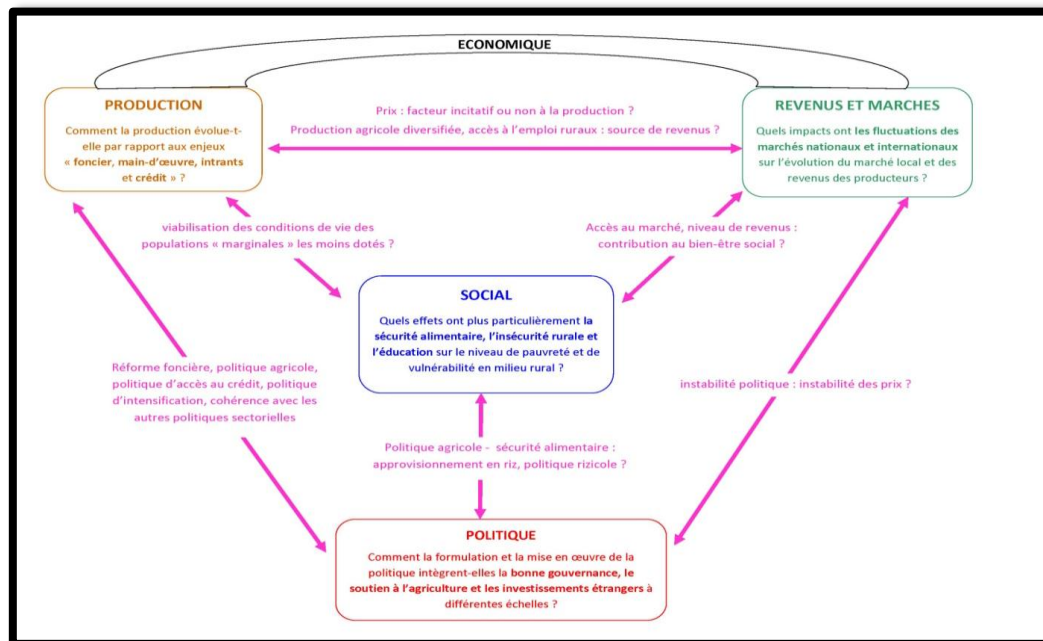 ECONOMIQUE
PRODUCTION
Comment la production évolue-t-
elle par rapport aux enjeux
« foncier, main-d'œuvre, intrants
et crédit » ?
Prix : facteur incitatif ou non à la production ?
Production agricole diversifiée, accès à l'emploi ruraux : source de revenu ?
REVENUS ET MARCHES
Quels impacts ont les fluctuations des
marchés nationaux et internationaux
sur l'évolution du marché local et des
revenus des producteurs ?
viabilisation des conditions de vie des
populations « marginales » les moins dotés ?
Accès au marché, niveau de revenus :
contribution au bien-être social ?
SOCIAL
Quels effets ont plus particulièrement la
sécurité alimentaire, l'insécurité rurale et
l'éducation sur le niveau de pauvreté et de
vulnérabilité en milieu rural ?
Réforme foncière, politique agricole,
politique d'accès au crédit, politique
d'intensification, cohérence avec les
autres politiques sectorielles
instabilité politique : instabilité des prix ?
Politique agricole - sécurité alimentaire :
approvisionnement en riz, politique rizicole ?
POLITIQUE
Comment la formulation et la mise en œuvre de la
politique intègrent-elles la bonne gouvernance, le
soutien à l'agriculture et les investissements étrangers à
différentes échelles ?